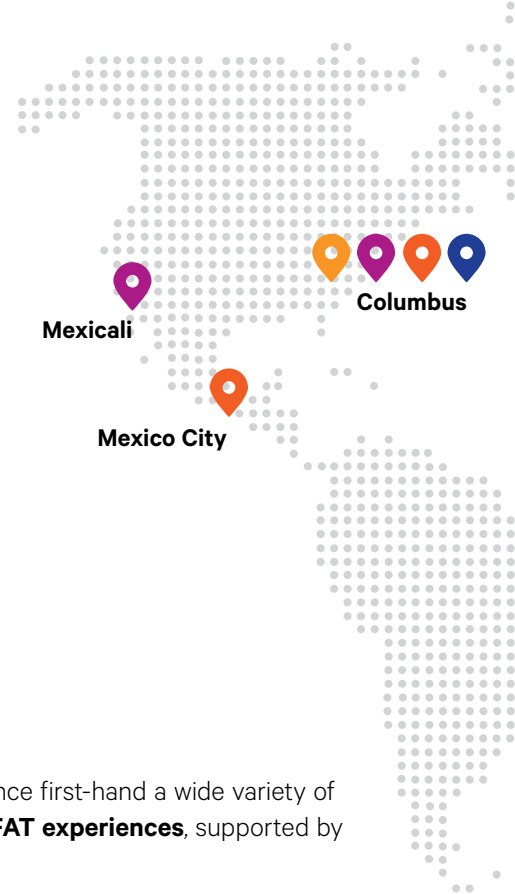 Columbus
Mexicali
Mexico City
nce first-hand a wide variety of
FAT experiences, supported by